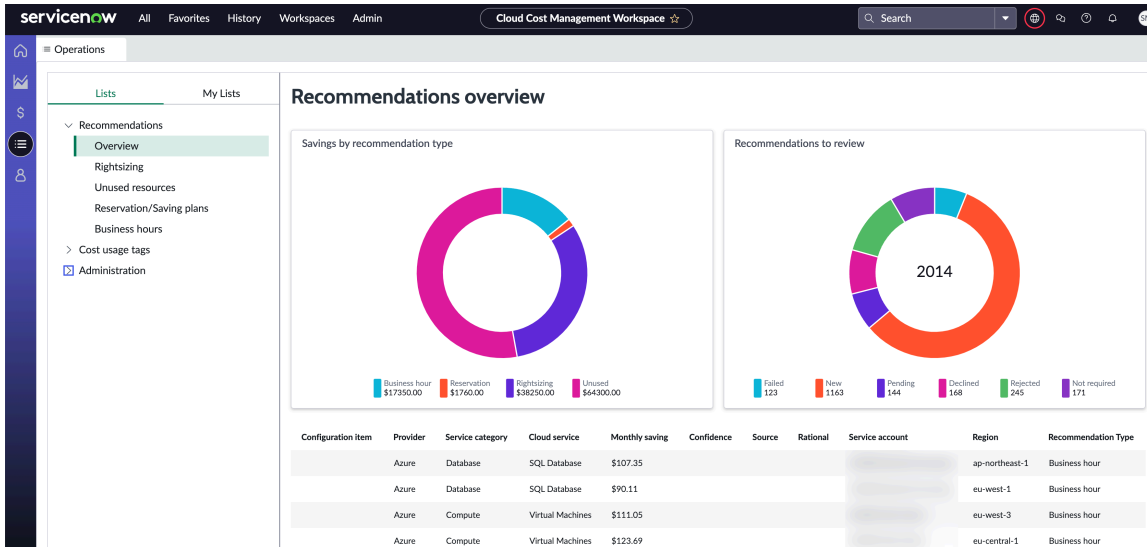 servicenow All Favorites History Workspaces Admin Cloud Cost Management Workspace Search
Operations
Lists My Lists
Recommendations
Overview
Rightsizing
Unused resources
Reservation/Saving plans
Business hours
Cost usage tags
Administration
Recommendations overview
Savings by recommendation type
Business hour Reservation Rightsizing Unused
$17350.00 $1760.00 $38250.00 $64300.00
Recommendations to review
2014
Failed New Pending Declined Rejected Not required
123 1163 144 168 245 171
Configuration item Provider Service category Cloud service Monthly saving Confidence Source Rational Service account Region Recommendation Type
Azure Database SQL Database $107.35 ap-northeast-1 Business hour
Azure Database SQL Database $90.11 eu-west-1 Business hour
Azure Compute Virtual Machines $111.05 eu-west-3 Business hour
Azure Compute Virtual Machines $123.69 eu-central-1 Business hour